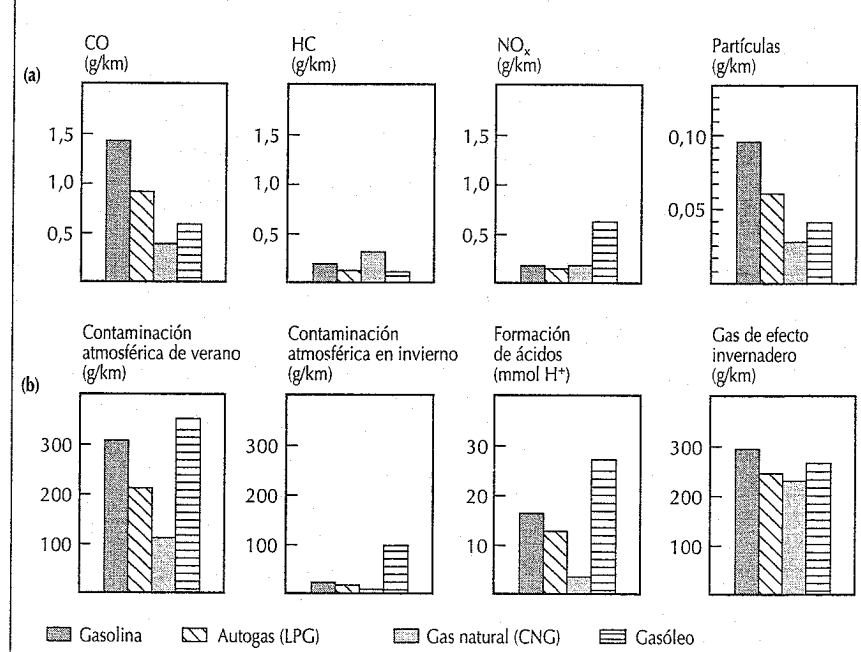 CO
(g/km)
HC
(g/km)
NOx
(g/km)
Partículas
(g/km)
(a)
1,5
1,0
0,5
1,5
1,0
0,5
1,5
1,0
0,5
0,10
0,05
Contaminación
atmosférica de verano
(g/km)
Contaminación
atmosférica en invierno
(g/km)
Formación
de ácidos
(mmol H⁺)
Gas de efecto
invernadero
(g/km)
(b)
300
200
100
300
200
100
30
20
10
300
200
100
Gasolina
Autogas (LPG)
Gas natural (CNG)
Gasóleo